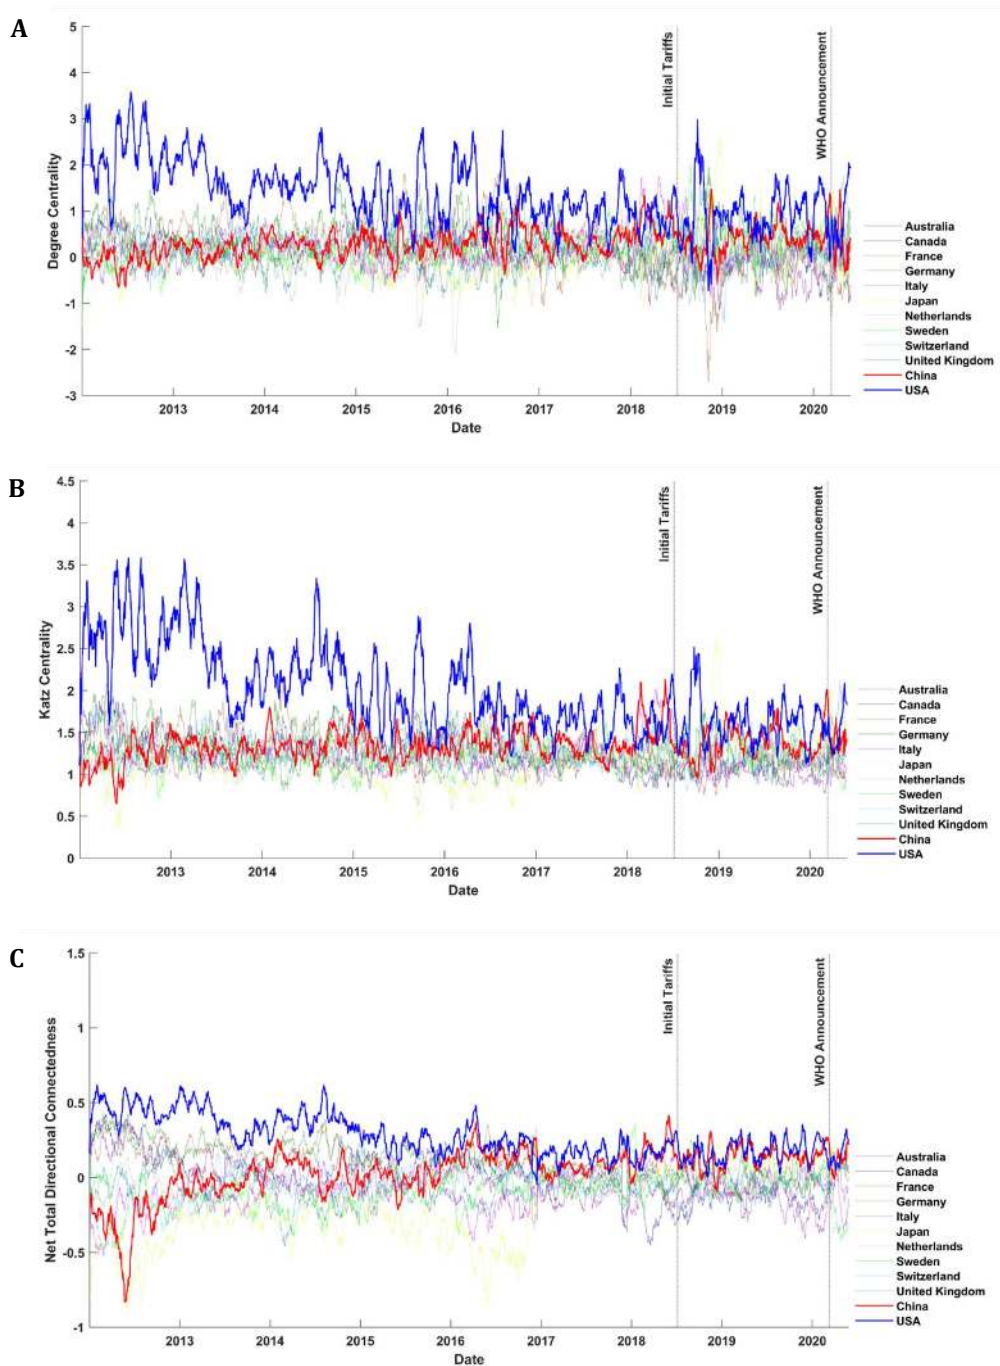 A
5
4
3
2
1
0
-1
-2
-3
Degree Centrality
2013 2014 2015 2016 2017 2018 2019 2020
Date
Initial Tariffs
WHO Announcement
Australia
Canada
France
Germany
Italy
Japan
Netherlands
Sweden
Switzerland
United Kingdom
China
USA
B
4.5
4
3.5
3
2.5
2
1.5
1
0.5
0
Katz Centrality
2013 2014 2015 2016 2017 2018 2019 2020
Date
Initial Tariffs
WHO Announcement
Australia
Canada
France
Germany
Italy
Japan
Netherlands
Sweden
Switzerland
United Kingdom
China
USA
C
1.5
1
0.5
0
-0.5
-1
Net Total Directional Connectedness
2013 2014 2015 2016 2017 2018 2019 2020
Date
Initial Tariffs
WHO Announcement
Australia
Canada
France
Germany
Italy
Japan
Netherlands
Sweden
Switzerland
United Kingdom
China
USA